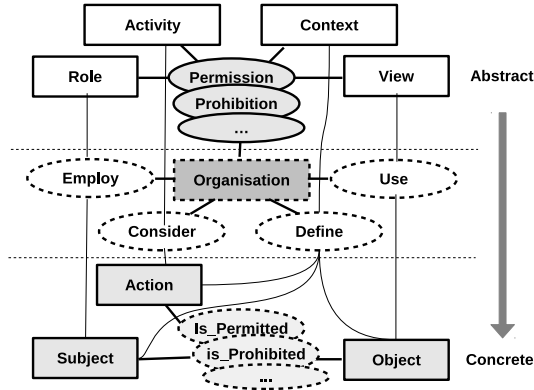 Activity
Context
Role
Permission
View
Abstract
Prohibition
...
Employ
Organisation
Use
Consider
Define
Action
Is_Permitted
Subject
is_Prohibited
Object
Concrete
...